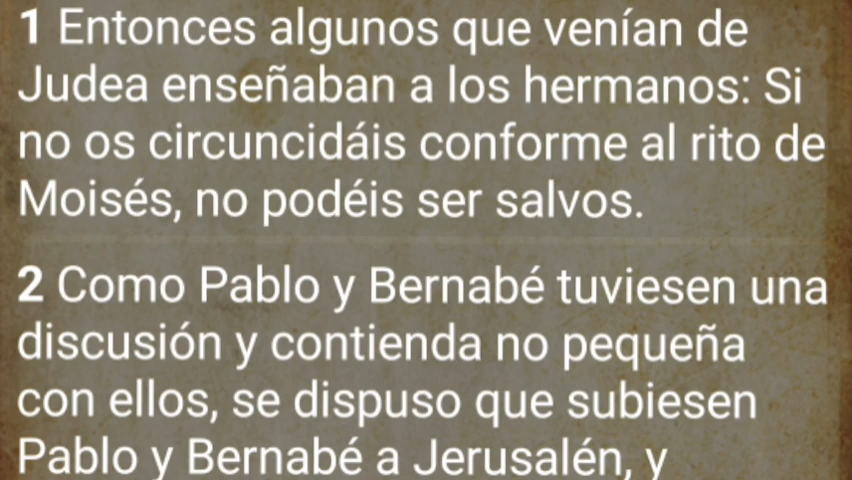 1 Entonces algunos que venían de
Judea enseñaban a los hermanos: Si
no os circuncidáis conforme al rito de
Moisés, no podéis ser salvos.
2 Como Pablo y Bernabé tuviesen una
discusión y contienda no pequeña
con ellos, se dispuso que subiesen
Pablo y Bernabé a Jerusalén, y